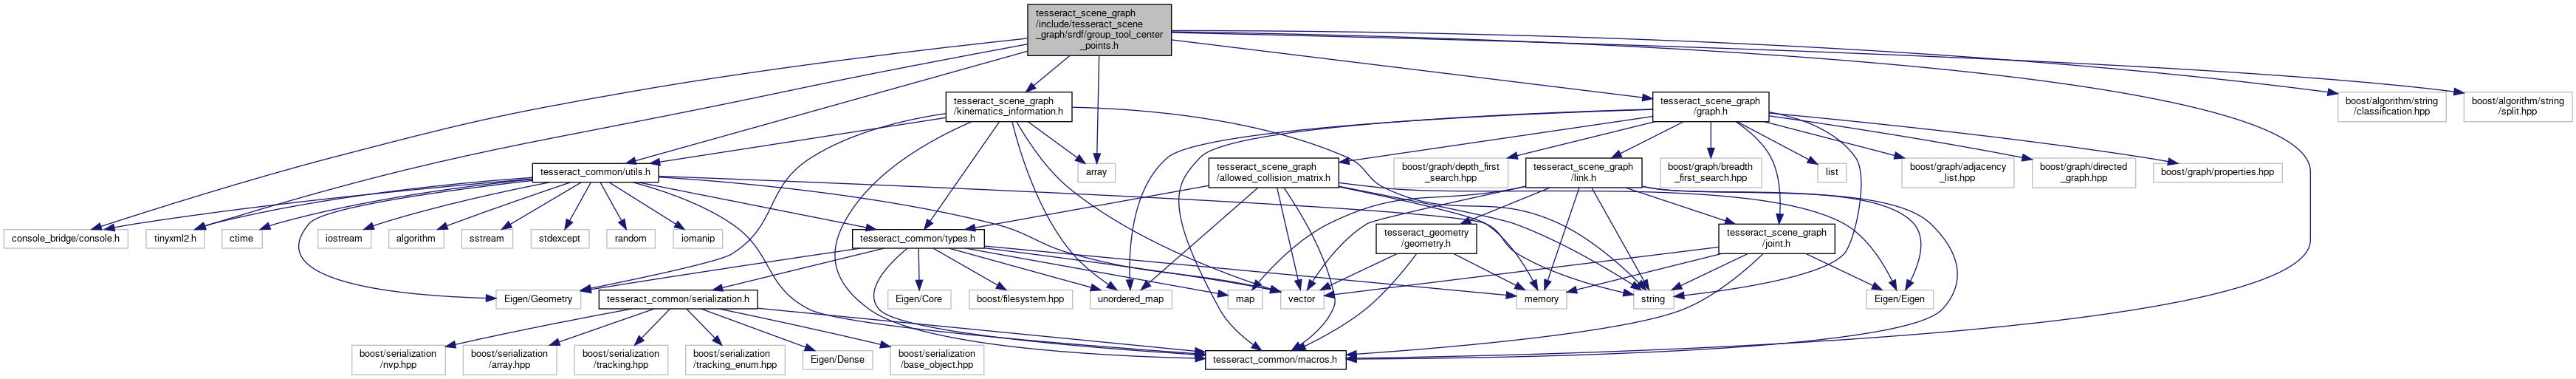 tesseract_scene_graph
/include/tesseract_scene
_graph/srdf/group_tool_center
_points.h
tesseract_scene_graph
/kinematics_information.h
tesseract_scene_graph
/graph.h
boost/algorithm/string
/classification.hpp
boost/algorithm/string
/split.hpp
tesseract_common/utils.h
array
tesseract_scene_graph
/allowed_collision_matrix.h
boost/graph/depth_first
_search.hpp
tesseract_scene_graph
/link.h
boost/graph/breadth
_first_search.hpp
list
boost/graph/adjacency
_list.hpp
boost/graph/directed
_graph.hpp
boost/graph/properties.hpp
console_bridge/console.h
tinyxml2.h
ctime
iostream
algorithm
sstream
stdexcept
random
iomanip
tesseract_common/types.h
tesseract_geometry
/geometry.h
tesseract_scene_graph
/joint.h
Eigen/Geometry
tesseract_common/serialization.h
Eigen/Core
boost/filesystem.hpp
unordered_map
map
vector
memory
string
Eigen/Eigen
boost/serialization
/nvp.hpp
boost/serialization
/array.hpp
boost/serialization
/tracking.hpp
boost/serialization
/tracking_enum.hpp
Eigen/Dense
boost/serialization
/base_object.hpp
tesseract_common/macros.h